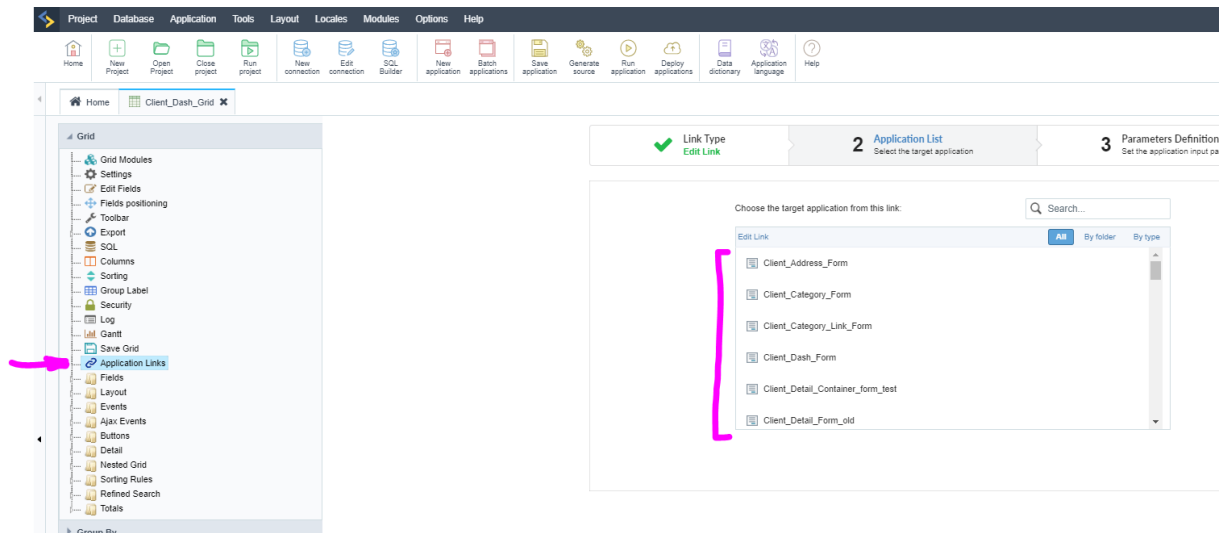 Project Database Application Tools Layout Locales Modules Options Help
Home New Project Open Project Close project Run project New connection Edit connection SQL Builder New application Batch applications Save application Generate source Run application Deploy applications Data dictionary Application language Help
Home Client_Dash_Grid
Grid
Grid Modules
Settings
Edit Fields
Fields positioning
Toolbar
Export
SQL
Columns
Sorting
Group Label
Security
Log
Gantt
Save Grid
Application Links
Fields
Layout
Events
Ajax Events
Buttons
Detail
Nested Grid
Sorting Rules
Refined Search
Totals
Group By
Link Type
Edit Link
2 Application List
Select the target application
3 Parameters Definition
Set the application input pa
Choose the target application from this link:
Search...
Edit Link All By folder By type
Client_Address_Form
Client_Category_Form
Client_Category_Link_Form
Client_Dash_Form
Client_Detail_Container_form_test
Client_Detail_Form_old